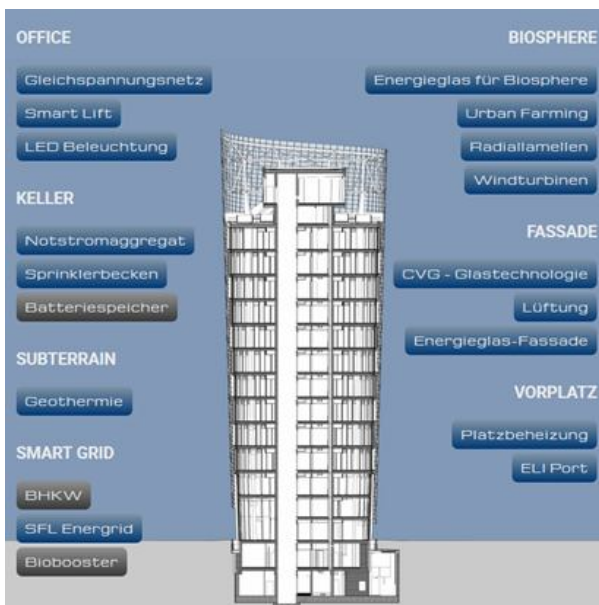 OFFICE
Gleichspannungsnetz
Smart Lift
LED Beleuchtung
KELLER
Notstromaggregat
Sprinklerbecken
Batteriespeicher
SUBTERRAIN
Geothermie
SMART GRID
BHKW
SFL Energrid
Biobooster
BIOSPHERE
Energieglas für Biosphere
Urban Farming
Radiallamellen
Windturbinen
FASSADE
CVG - Glastechnologie
Lüftung
Energieglas-Fassade
VORPLATZ
Platzbeheizung
ELI Port